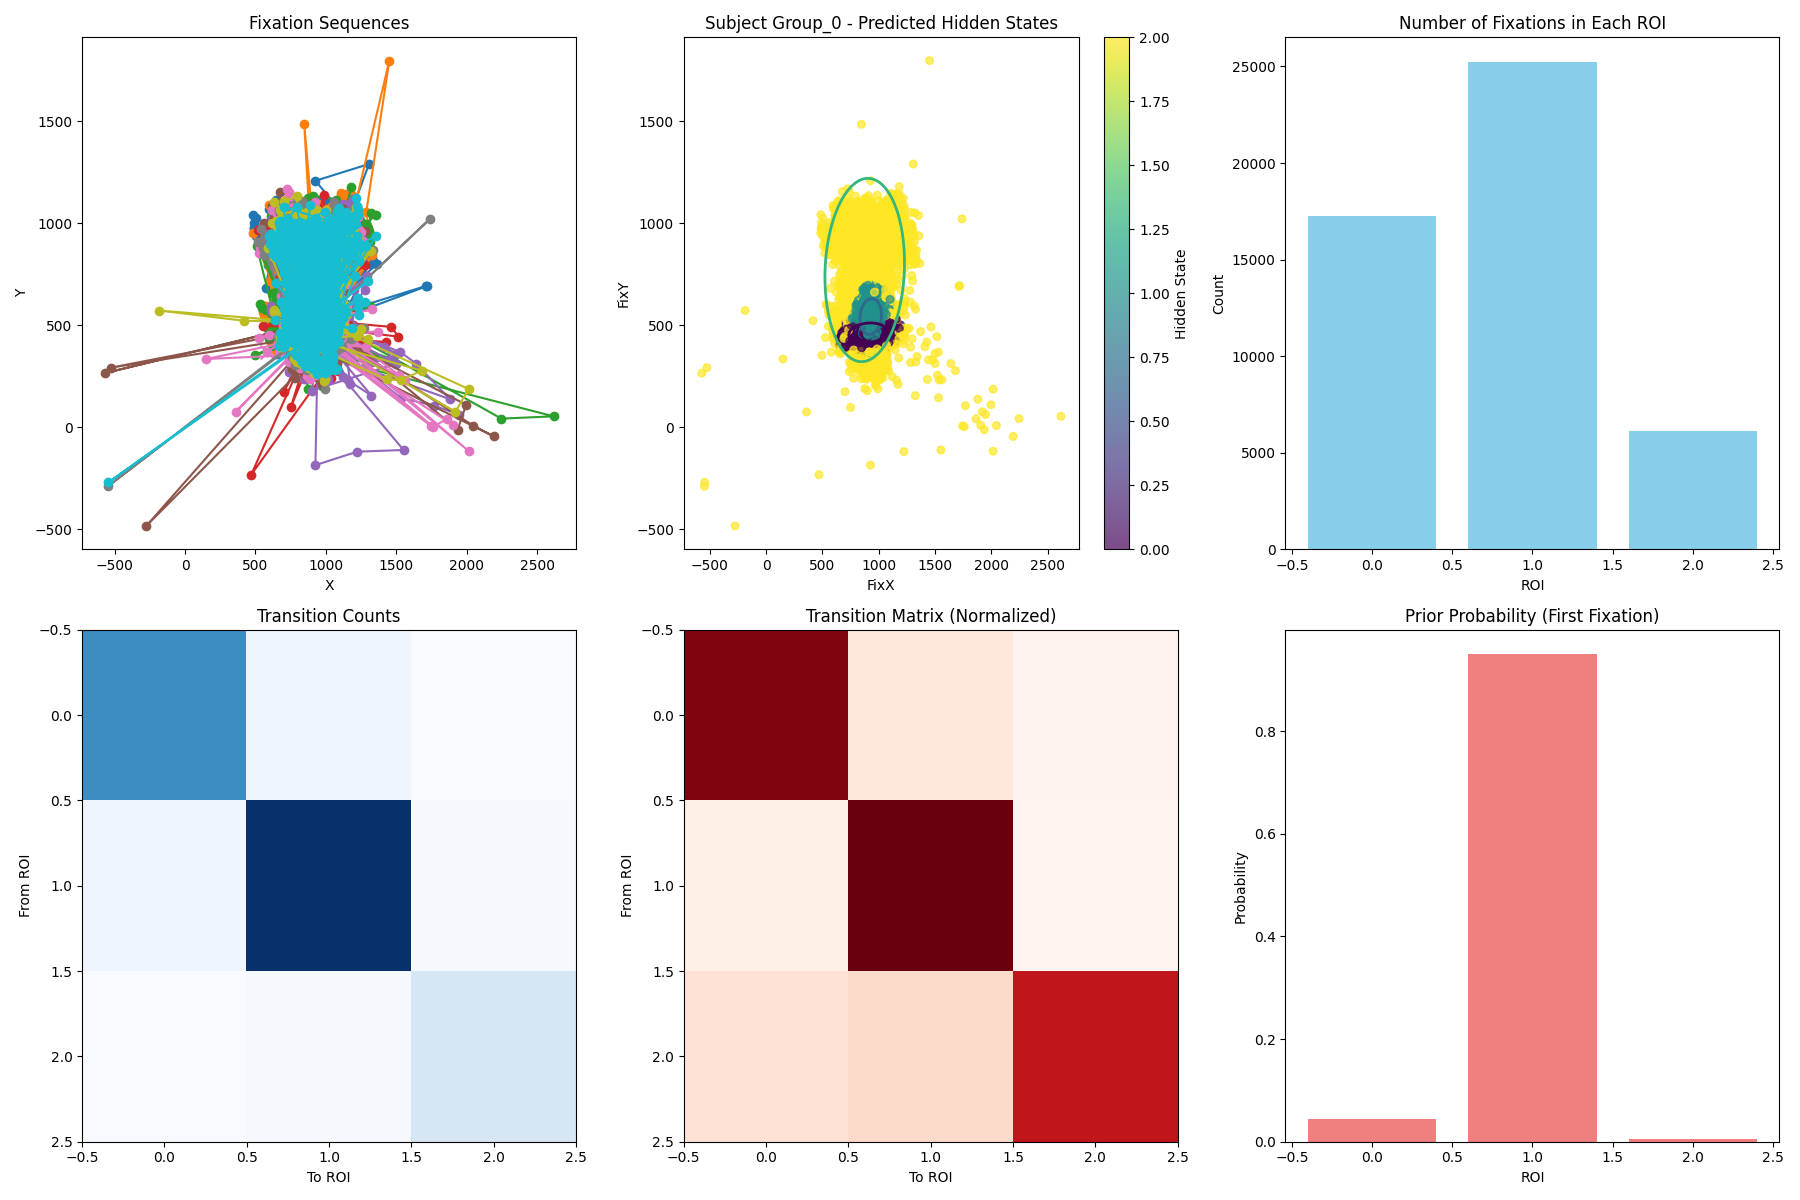 Fixation Sequences
Y
1500
1000
500
0
−500
−500 0 500 1000 1500 2000 2500
X
Subject Group_0 - Predicted Hidden States
FixY
1500
1000
500
0
−500
−500 0 500 1000 1500 2000 2500
FixX
2.00
1.75
1.50
1.25
1.00
0.75
0.50
0.25
0.00
Hidden State
Number of Fixations in Each ROI
Count
25000
20000
15000
10000
5000
0
−0.5 0.0 0.5 1.0 1.5 2.0 2.5
ROI
Transition Counts
From ROI
−0.5
0.0
0.5
1.0
1.5
2.0
2.5
−0.5 0.0 0.5 1.0 1.5 2.0 2.5
To ROI
Transition Matrix (Normalized)
From ROI
−0.5
0.0
0.5
1.0
1.5
2.0
2.5
−0.5 0.0 0.5 1.0 1.5 2.0 2.5
To ROI
Prior Probability (First Fixation)
Probability
0.8
0.6
0.4
0.2
0.0
−0.5 0.0 0.5 1.0 1.5 2.0 2.5
ROI